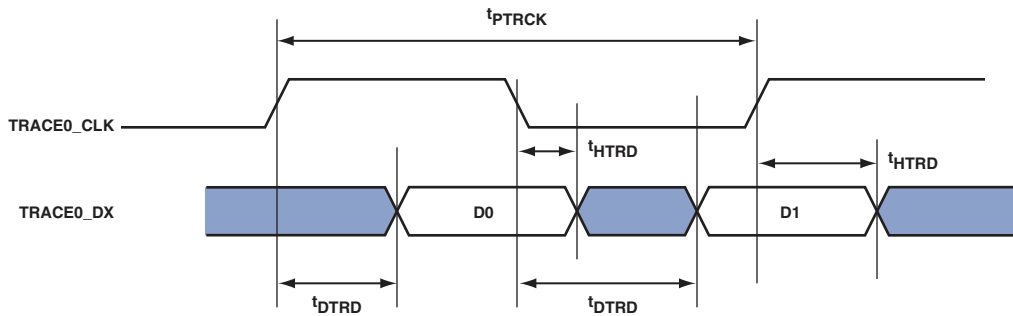 tPTRCK
TRACE0_CLK
tHTRD
tHTRD
TRACE0_DX
D0
D1
tDTRD
tDTRD